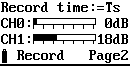 Record time:=Ts
CH0: 0dB
CH1: 18dB
Record Page2